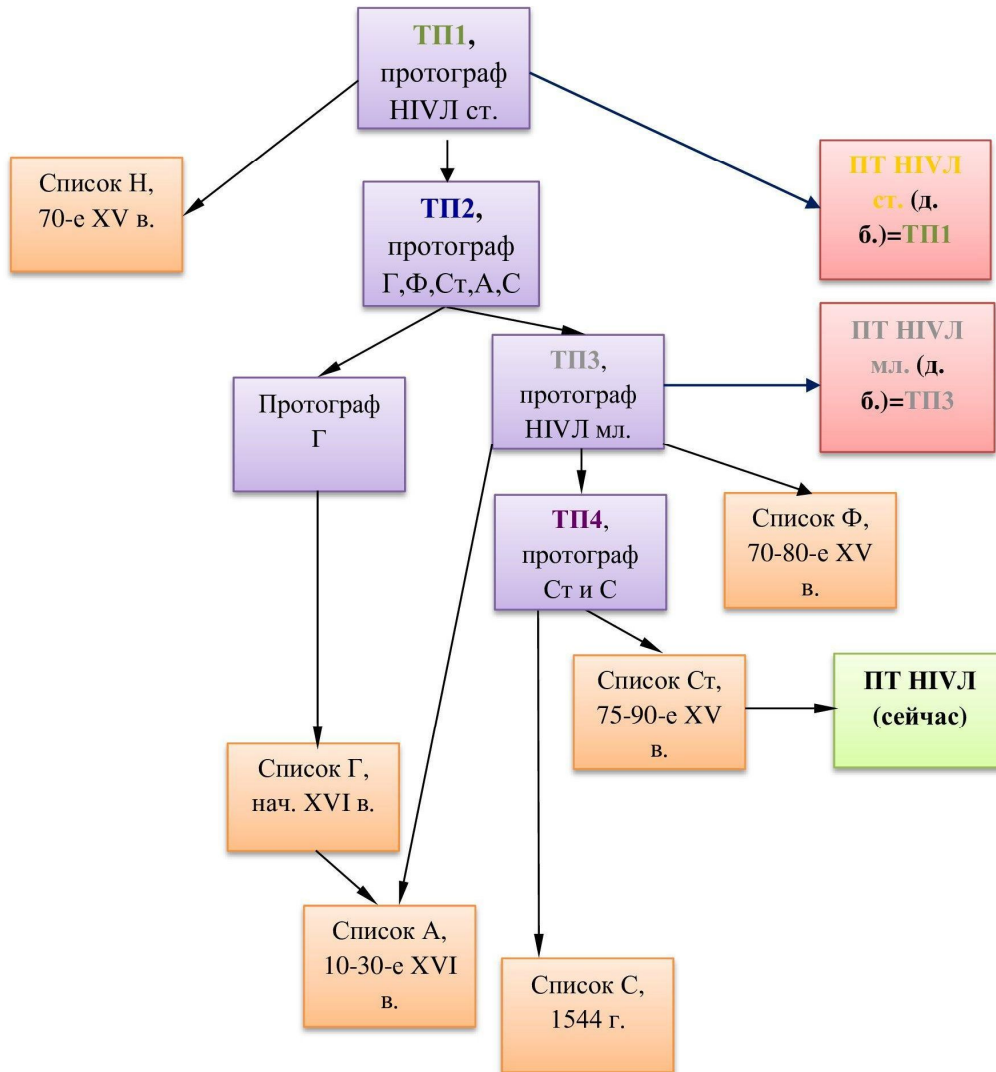 ТП1,
протограф
НIVЛ ст.
Список Н,
70-е XV в.
ПТ НIVЛ
ст. (д.
б.)=ТП1
ТП2,
протограф
Г,Ф,Ст,А,С
ПТ НIVЛ
мл. (д.
б.)=ТП3
ТП3,
протограф
НIVЛ мл.
Протограф
Г
ТП4,
протограф
Ст и С
Список Ф,
70-80-е XV
в.
Список Ст,
75-90-е XV
в.
ПТ НIVЛ
(сейчас)
Список Г,
нач. XVI в.
Список А,
10-30-е XVI
в.
Список С,
1544 г.